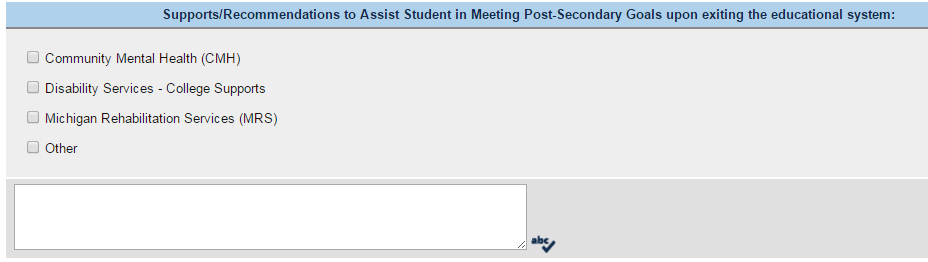 Supports/Recommendations to Assist Student in Meeting Post-Secondary Goals upon exiting the educational system:
Community Mental Health (CMH)
Disability Services - College Supports
Michigan Rehabilitation Services (MRS)
Other
abc